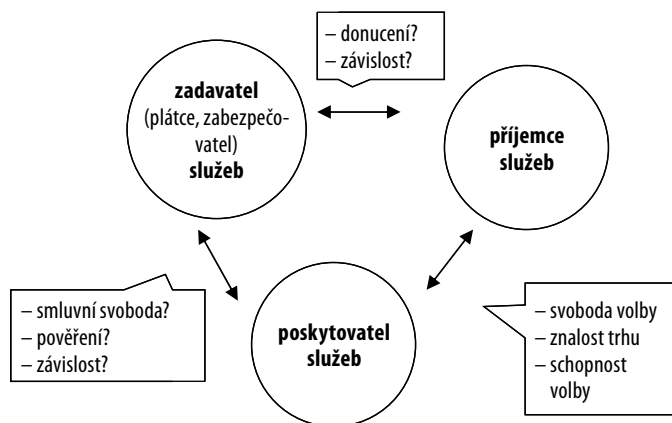 – donucení?
– závislost?
zadavatel
(plátce, zabezpečo-
vatel)
služeb
příjemce
služeb
– smluvní svoboda?
– pověření?
– závislost?
poskytovatel
služeb
– svoboda volby
– znalost trhu
– schopnost
volby